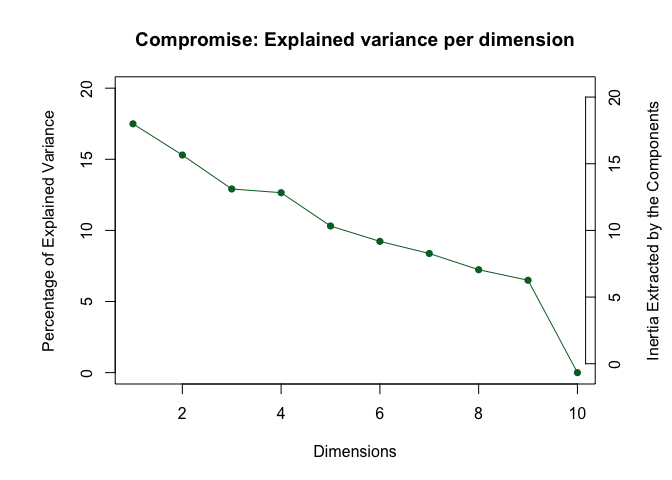 Compromise: Explained variance per dimension
Percentage of Explained Variance
20
15
10
5
0
20
15
10
5
0
Inertia Extracted by the Components
2 4 6 8 10
Dimensions